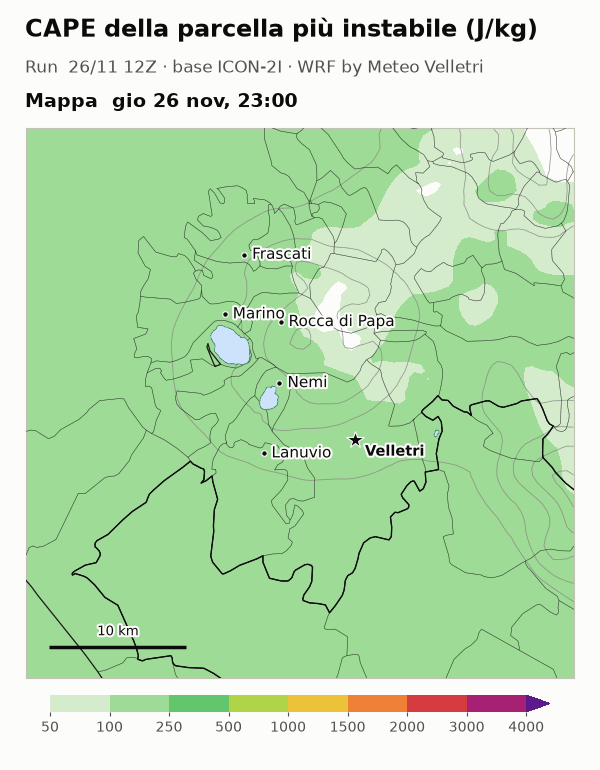 CAPE della parcella più instabile (J/kg)
Run  26/11 12Z · base ICON-2I · WRF by Meteo Velletri
Mappa  gio 26 nov, 23:00
Frascati
Marino
Rocca di Papa
Nemi
Velletri
Lanuvio
10 km
50 100 250 500 1000 1500 2000 3000 4000